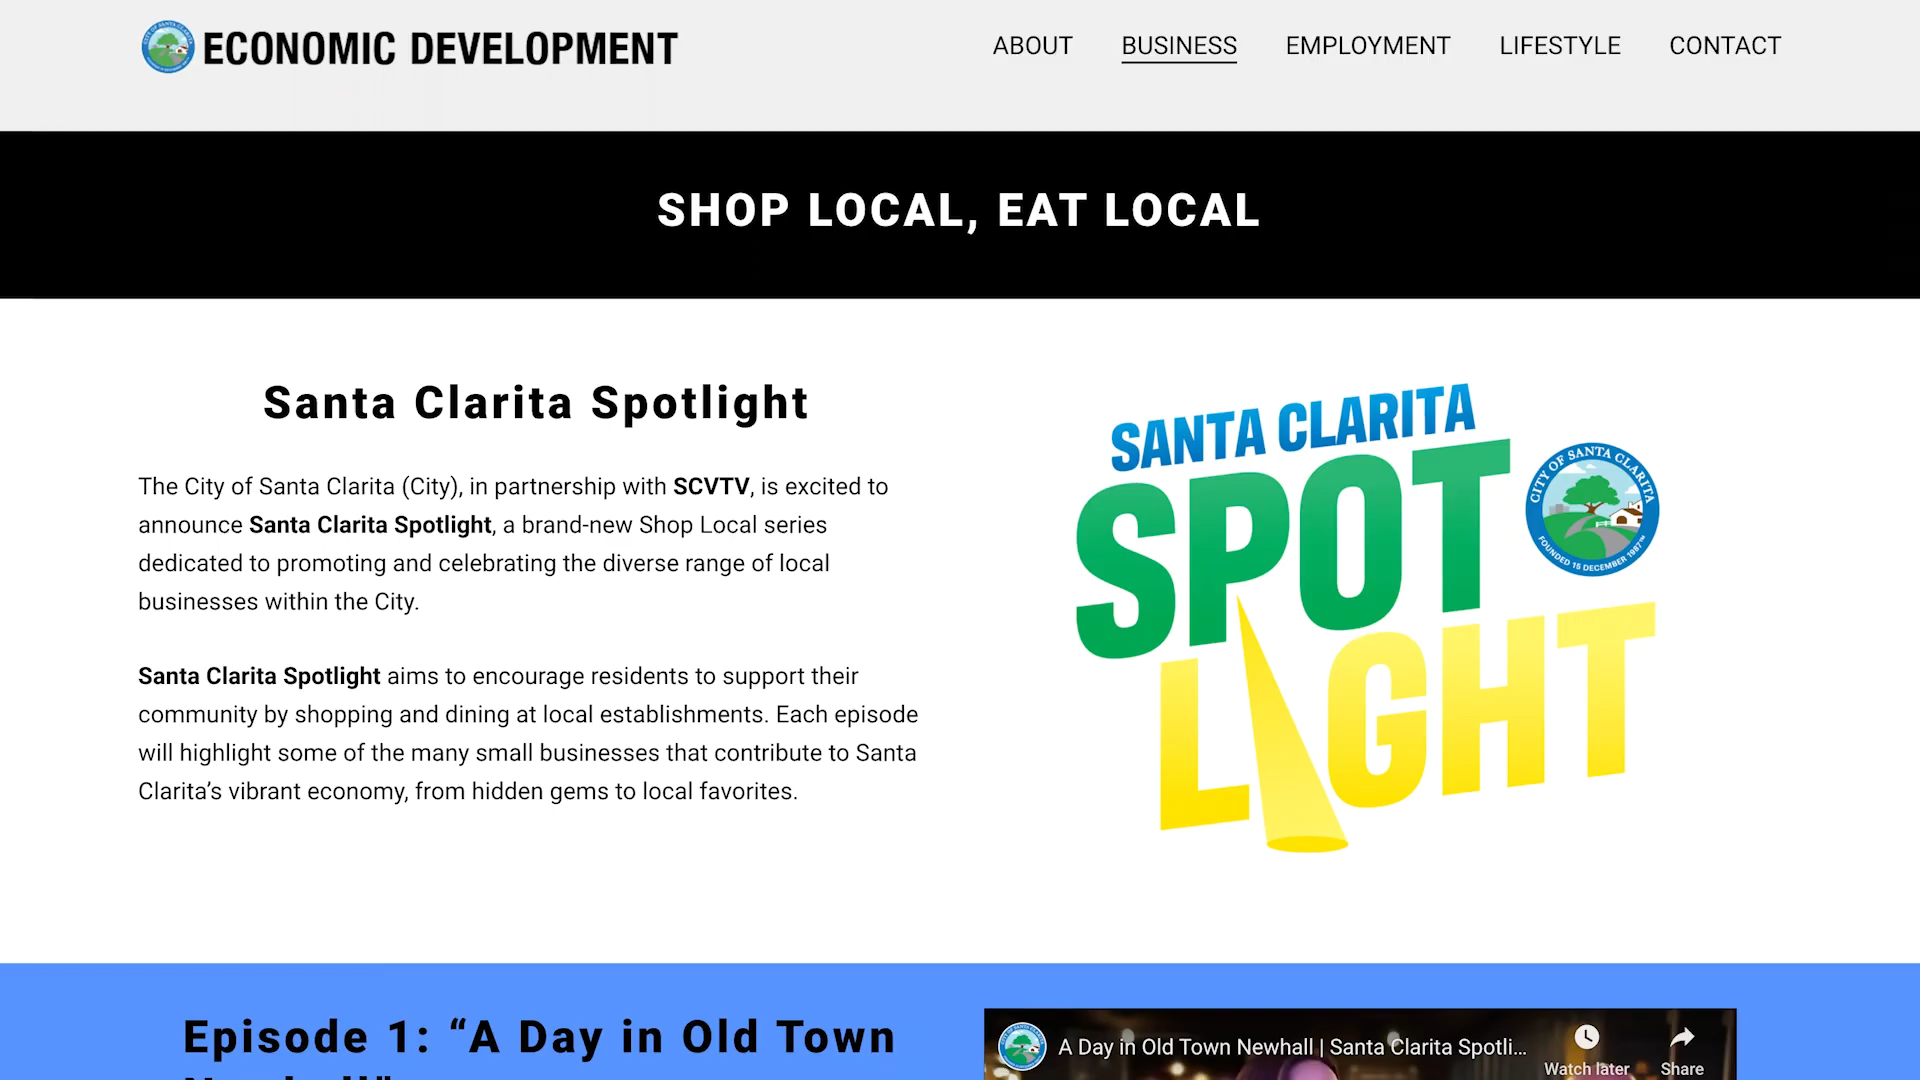 ECONOMIC DEVELOPMENT
ABOUT BUSINESS EMPLOYMENT LIFESTYLE CONTACT
SHOP LOCAL, EAT LOCAL
Santa Clarita Spotlight
The City of Santa Clarita (City), in partnership with SCVTV, is excited to
announce Santa Clarita Spotlight, a brand-new Shop Local series
dedicated to promoting and celebrating the diverse range of local
businesses within the City.
Santa Clarita Spotlight aims to encourage residents to support their
community by shopping and dining at local establishments. Each episode
will highlight some of the many small businesses that contribute to Santa
Clarita’s vibrant economy, from hidden gems to local favorites.
SANTA CLARITA
SPOT
LIGHT
CITY OF SANTA CLARITA
FOUNDED 15 DECEMBER 1987™
Episode 1: “A Day in Old Town
A Day in Old Town Newhall | Santa Clarita Spotli...
Watch later
Share